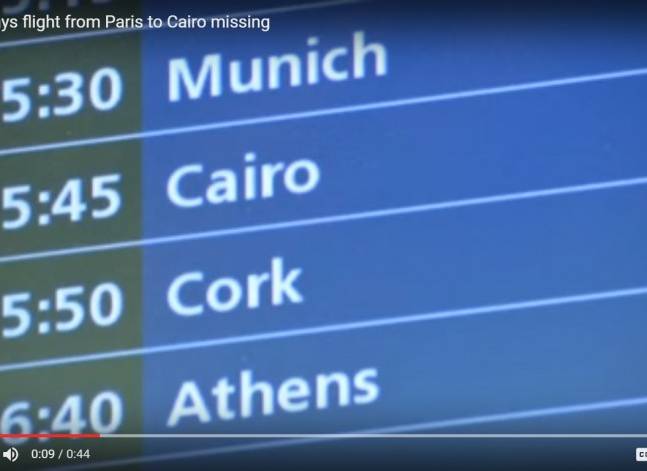 ys flight from Paris to Cairo missing
5:30 Munich
5:45 Cairo
5:50 Cork
6:40 Athens
0:09 / 0:44